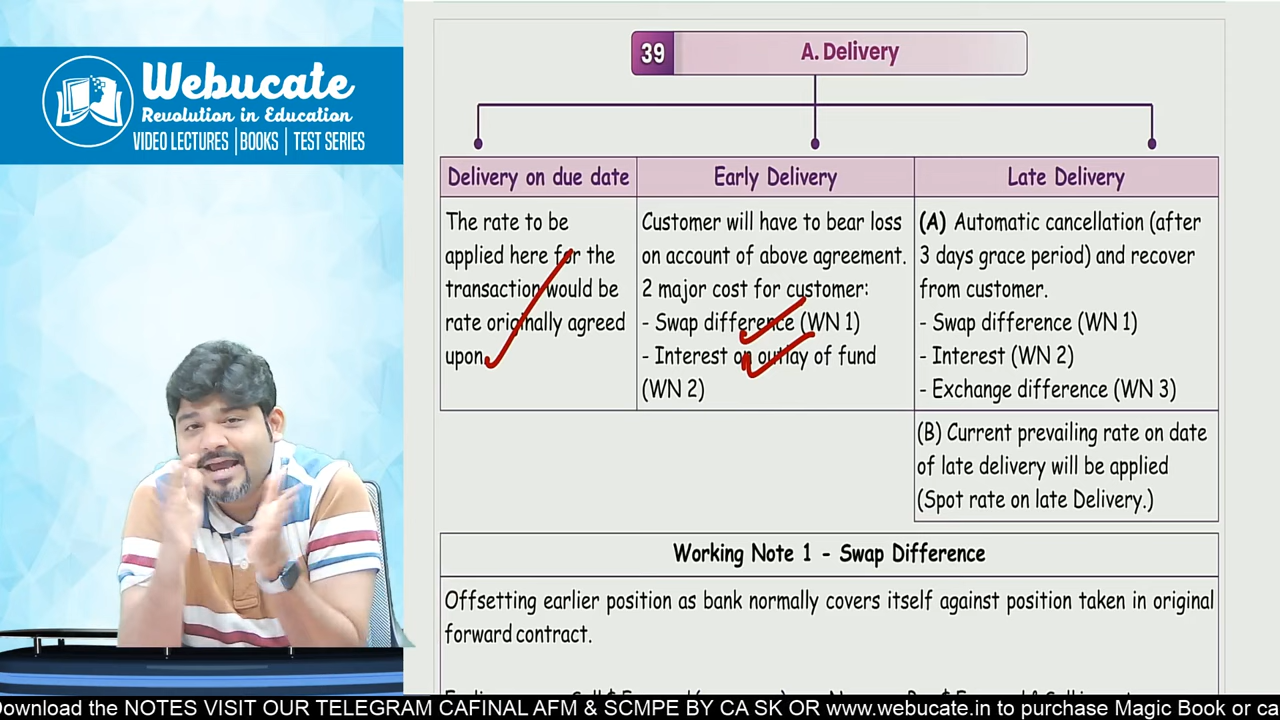 Webucate
Revolution in Education
VIDEO LECTURES | BOOKS | TEST SERIES
39
A. Delivery
Delivery on due date
The rate to be
applied here for the
transaction would be
rate originally agreed
upon.
Early Delivery
Customer will have to bear loss
on account of above agreement.
2 major cost for customer:
- Swap difference (WN 1)
- Interest on outlay of fund
(WN 2)
Late Delivery
(A) Automatic cancellation (after
3 days grace period) and recover
from customer.
- Swap difference (WN 1)
- Interest (WN 2)
- Exchange difference (WN 3)
(B) Current prevailing rate on date
of late delivery will be applied
(Spot rate on late Delivery.)
Working Note 1 - Swap Difference
Offsetting earlier position as bank normally covers itself against position taken in original
forward contract.
ownload the NOTES VISIT OUR TELEGRAM CAFINAL AFM & SCMPE BY CA SK OR www.webucate.in to purchase Magic Book or ca